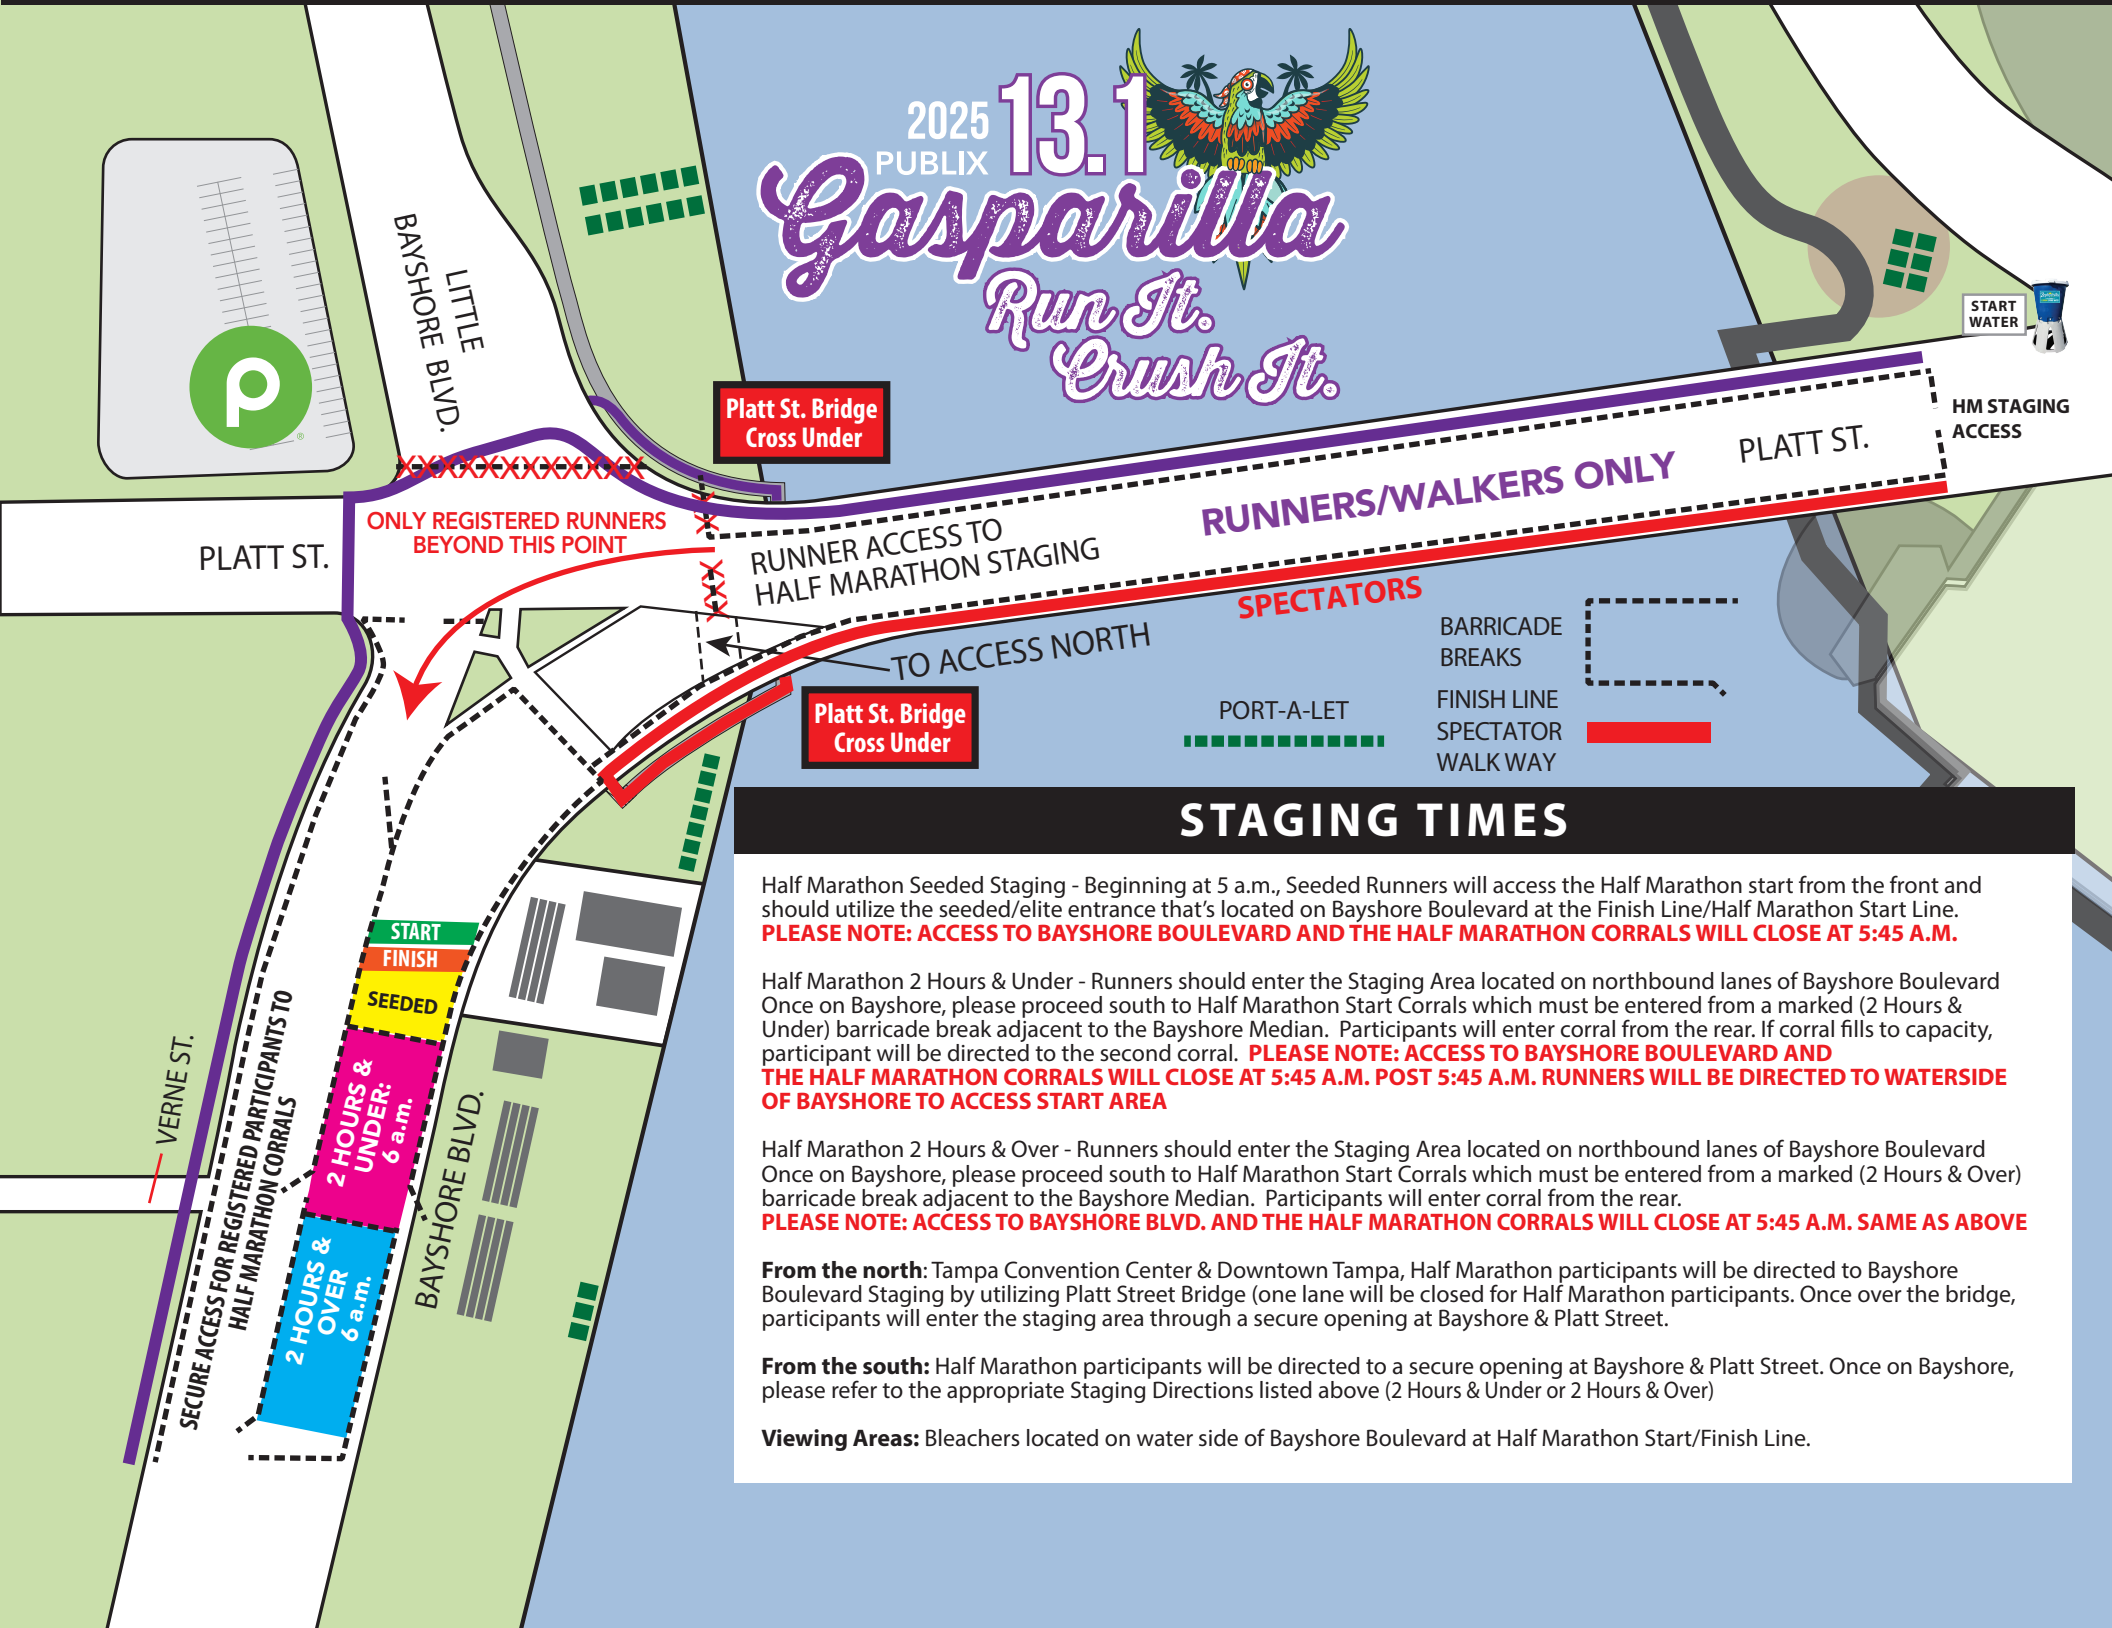 2025
PUBLIX
13.1
Gasparilla
Run It.
Crush It.
LITTLE
BAYSHORE BLVD.
START
WATER
Platt St. Bridge
Cross Under
HM STAGING
ACCESS
PLATT ST.
RUNNERS/WALKERS ONLY
XXXXXXXXXXXX
ONLY REGISTERED RUNNERS
BEYOND THIS POINT
XX
XXX
PLATT ST.
RUNNER ACCESS TO
HALF MARATHON STAGING
SPECTATORS
TO ACCESS NORTH
BARRICADE
BREAKS
PORT-A-LET
FINISH LINE
SPECTATOR
WALK WAY
Platt St. Bridge
Cross Under
START
FINISH
SEEDED
2 HOURS &
UNDER:
6 a.m.
2 HOURS &
OVER
6 a.m.
VERNE ST.
SECURE ACCESS FOR REGISTERED PARTICIPANTS TO
HALF MARATHON CORRALS
BAYSHORE BLVD.
STAGING TIMES
Half Marathon Seeded Staging - Beginning at 5 a.m., Seeded Runners will access the Half Marathon start from the front and
should utilize the seeded/elite entrance that's located on Bayshore Boulevard at the Finish Line/Half Marathon Start Line.
PLEASE NOTE: ACCESS TO BAYSHORE BOULEVARD AND THE HALF MARATHON CORRALS WILL CLOSE AT 5:45 A.M.
Half Marathon 2 Hours & Under - Runners should enter the Staging Area located on northbound lanes of Bayshore Boulevard
Once on Bayshore, please proceed south to Half Marathon Start Corrals which must be entered from a marked (2 Hours &
Under) barricade break adjacent to the Bayshore Median. Participants will enter corral from the rear. If corral fills to capacity,
participant will be directed to the second corral. PLEASE NOTE: ACCESS TO BAYSHORE BOULEVARD AND
THE HALF MARATHON CORRALS WILL CLOSE AT 5:45 A.M. POST 5:45 A.M. RUNNERS WILL BE DIRECTED TO WATERSIDE
OF BAYSHORE TO ACCESS START AREA
Half Marathon 2 Hours & Over - Runners should enter the Staging Area located on northbound lanes of Bayshore Boulevard
Once on Bayshore, please proceed south to Half Marathon Start Corrals which must be entered from a marked (2 Hours & Over)
barricade break adjacent to the Bayshore Median. Participants will enter corral from the rear.
PLEASE NOTE: ACCESS TO BAYSHORE BLVD. AND THE HALF MARATHON CORRALS WILL CLOSE AT 5:45 A.M. SAME AS ABOVE
From the north: Tampa Convention Center & Downtown Tampa, Half Marathon participants will be directed to Bayshore
Boulevard Staging by utilizing Platt Street Bridge (one lane will be closed for Half Marathon participants. Once over the bridge,
participants will enter the staging area through a secure opening at Bayshore & Platt Street.
From the south: Half Marathon participants will be directed to a secure opening at Bayshore & Platt Street. Once on Bayshore,
please refer to the appropriate Staging Directions listed above (2 Hours & Under or 2 Hours & Over)
Viewing Areas: Bleachers located on water side of Bayshore Boulevard at Half Marathon Start/Finish Line.